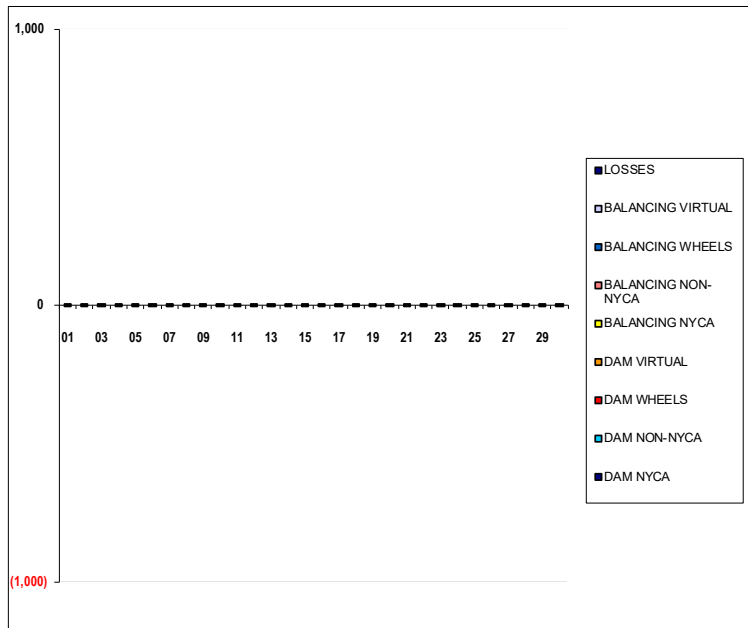 1,000
0
(1,000)
01 03 05 07 09 11 13 15 17 19 21 23 25 27 29
LOSSES
BALANCING VIRTUAL
BALANCING WHEELS
BALANCING NON-
NYCA
BALANCING NYCA
DAM VIRTUAL
DAM WHEELS
DAM NON-NYCA
DAM NYCA